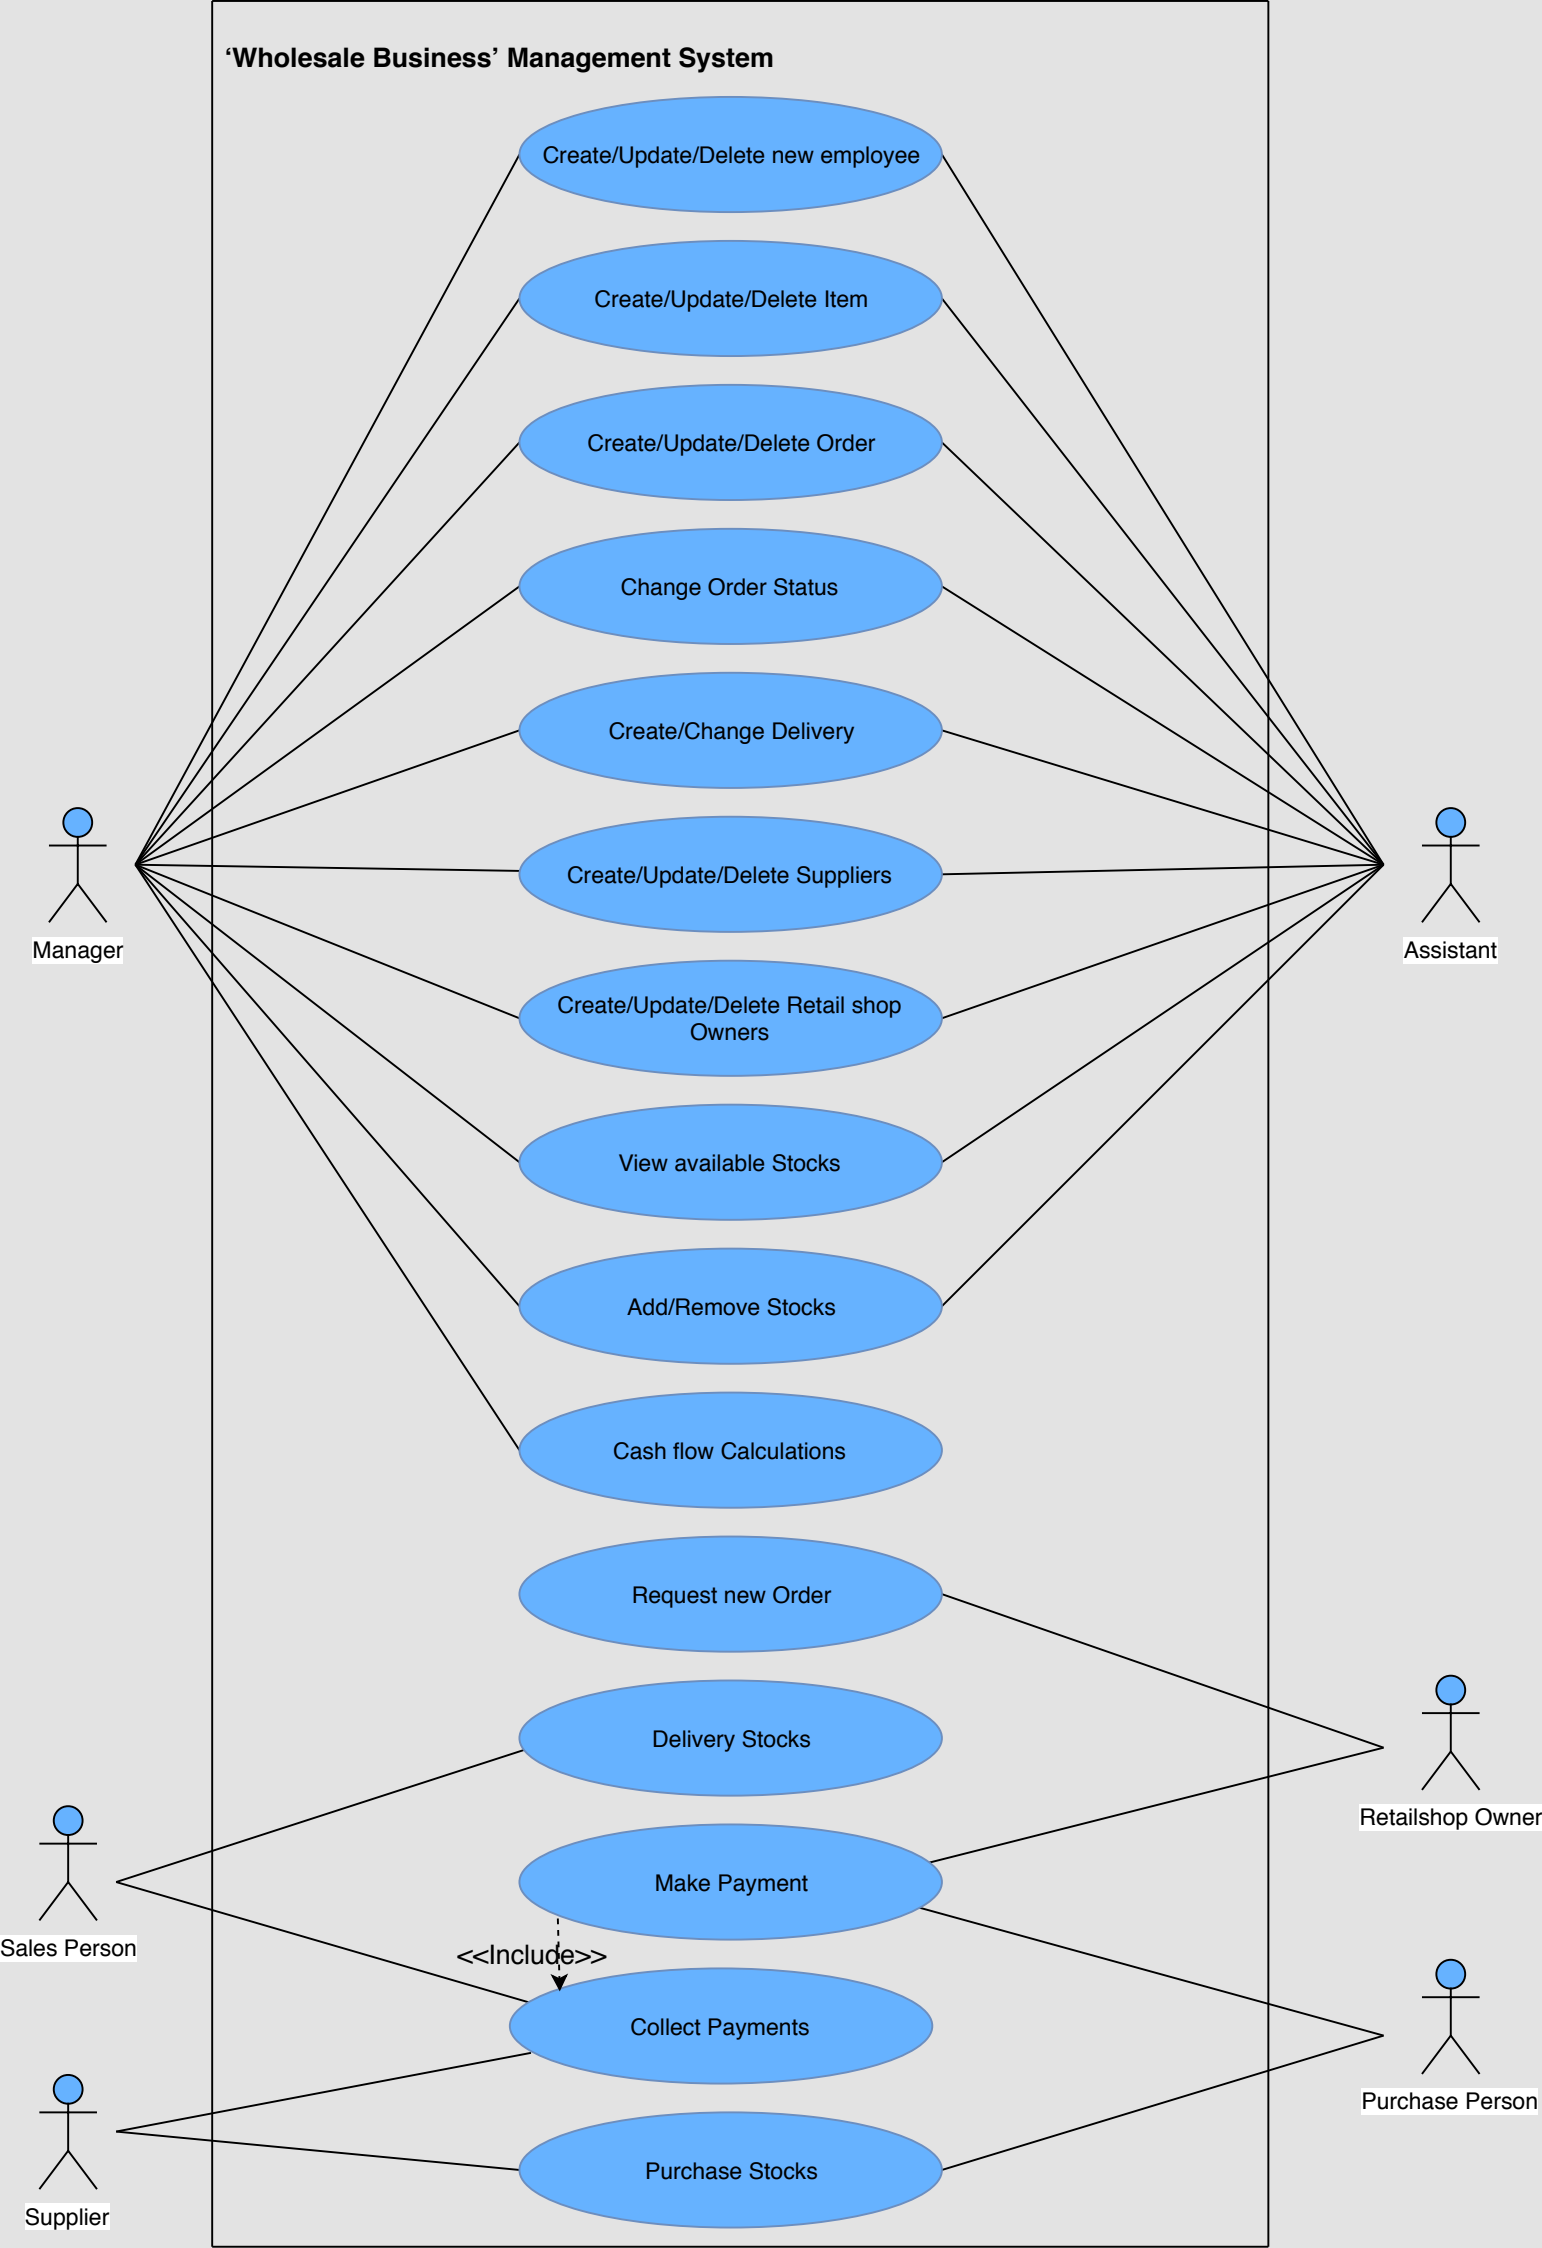 ‘Wholesale Business’ Management System
Create/Update/Delete new employee
Create/Update/Delete Item
Create/Update/Delete Order
Change Order Status
Create/Change Delivery
Create/Update/Delete Suppliers
Manager
Assistant
Create/Update/Delete Retail shop
Owners
View available Stocks
Add/Remove Stocks
Cash flow Calculations
Request new Order
Delivery Stocks
Retailshop Owner
Make Payment
Sales Person
<<Include>>
Collect Payments
Purchase Person
Purchase Stocks
Supplier